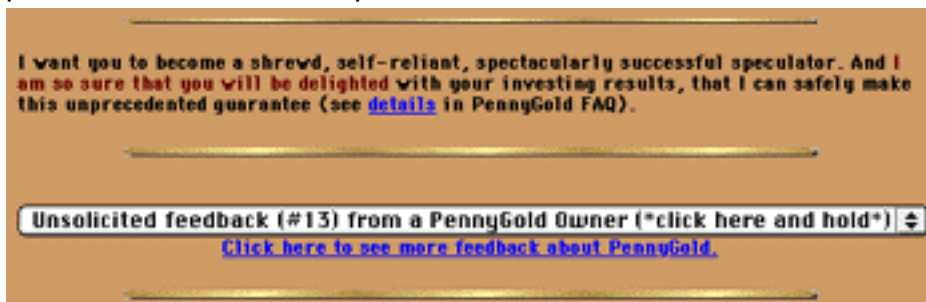 I want you to become a shrewd, self-reliant, spectacularly successful speculator. And I
am so sure that you will be delighted with your investing results, that I can safely make
this unprecedented guarantee (see details in PennyGold FAQ).
Unsolicited feedback (#13) from a PennyGold Owner (*click here and hold*)
Click here to see more feedback about PennyGold.